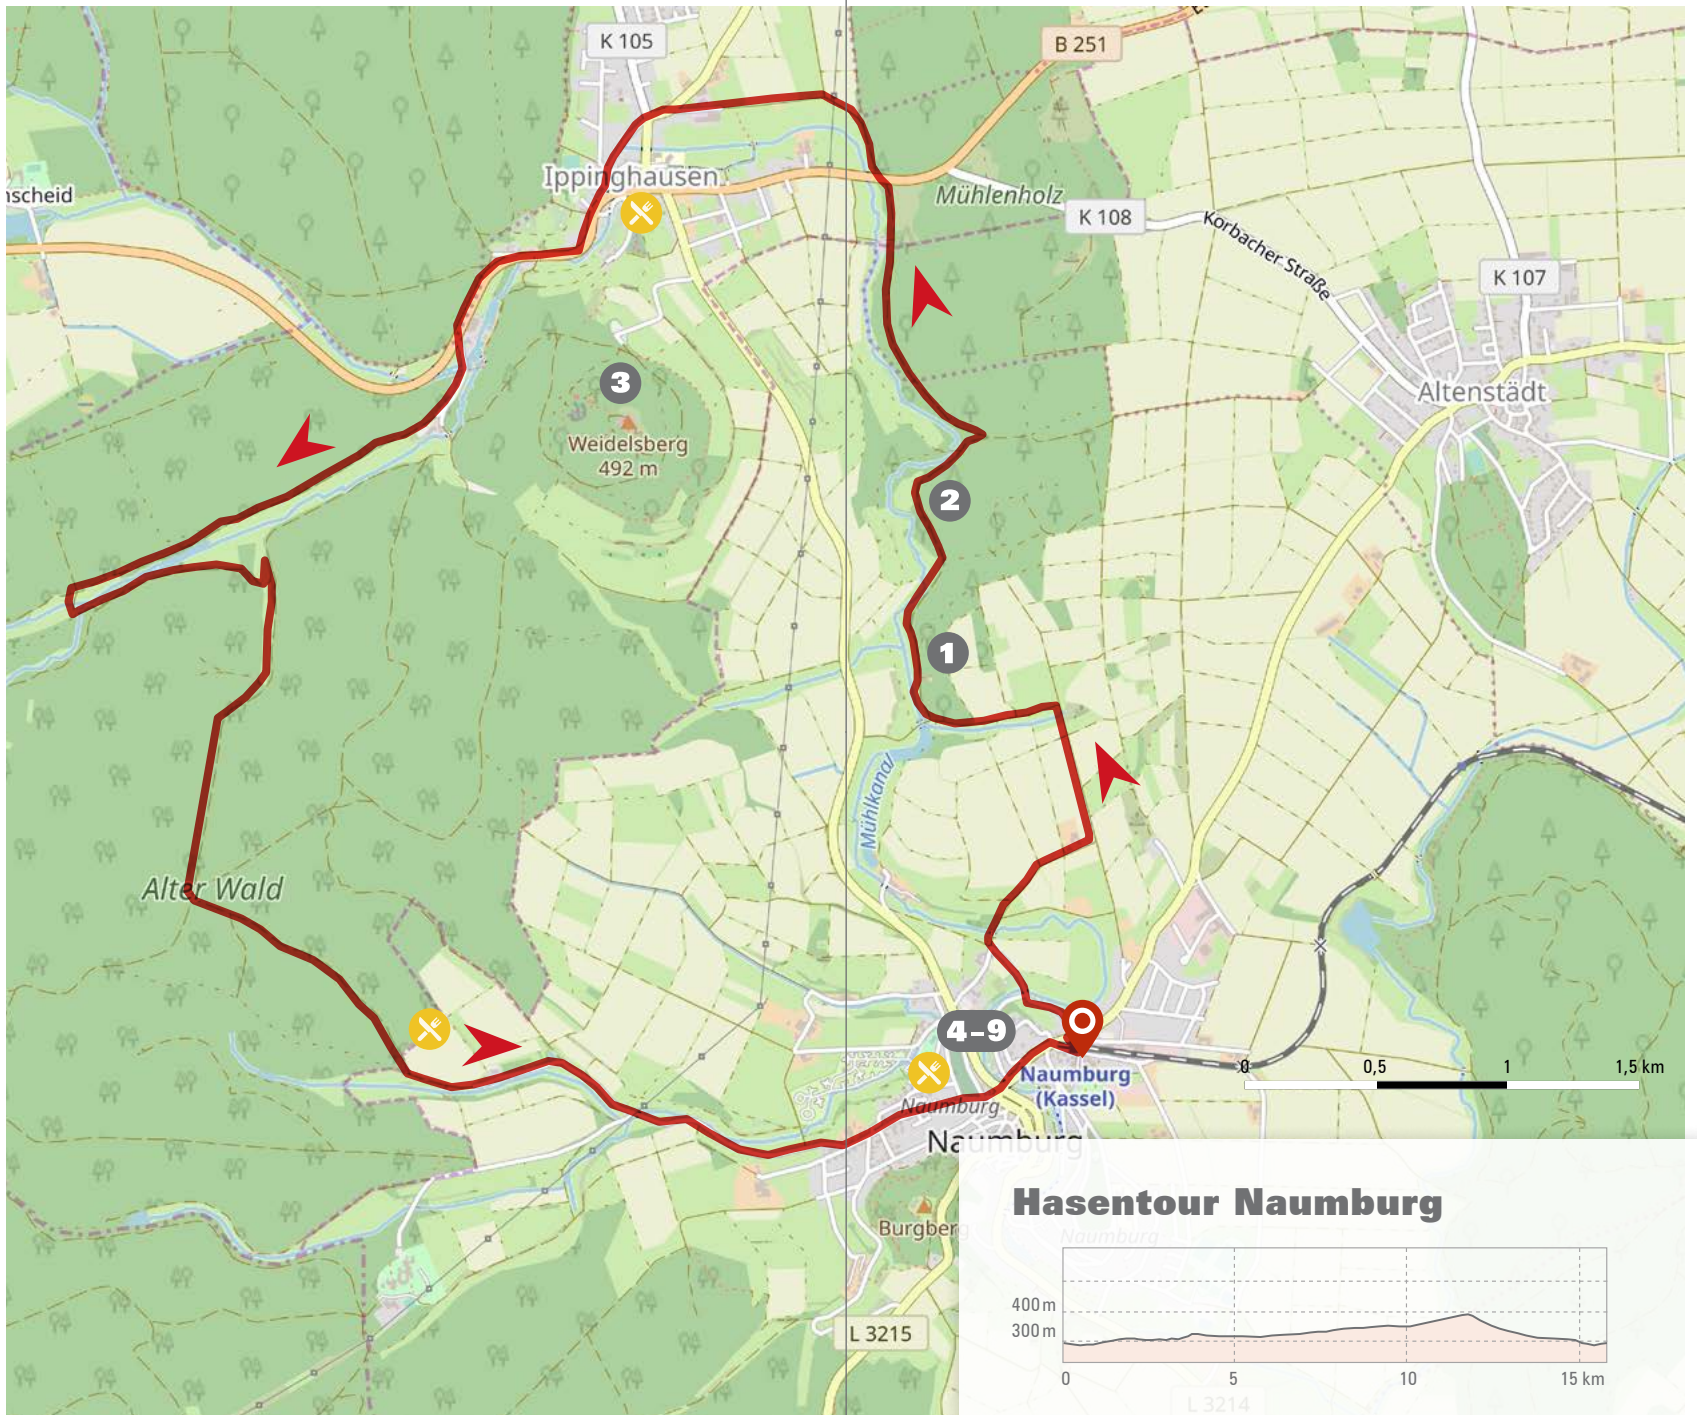 K 105
B 251
Ippinghausen
nscheid
Mühlenholz
K 108
Korbacher Straße
K 107
3
Altenstädt
Weidelsberg
492 m
2
1
Mühlkanal
Alter Wald
4–9
0
0,5
1
1,5 km
Naumburg
(Kassel)
Naumburg
Naumburg
Burgberg
Hasentour Naumburg
Naumburg
400 m
300 m
L 3215
0
5
10
15 km
L 3214